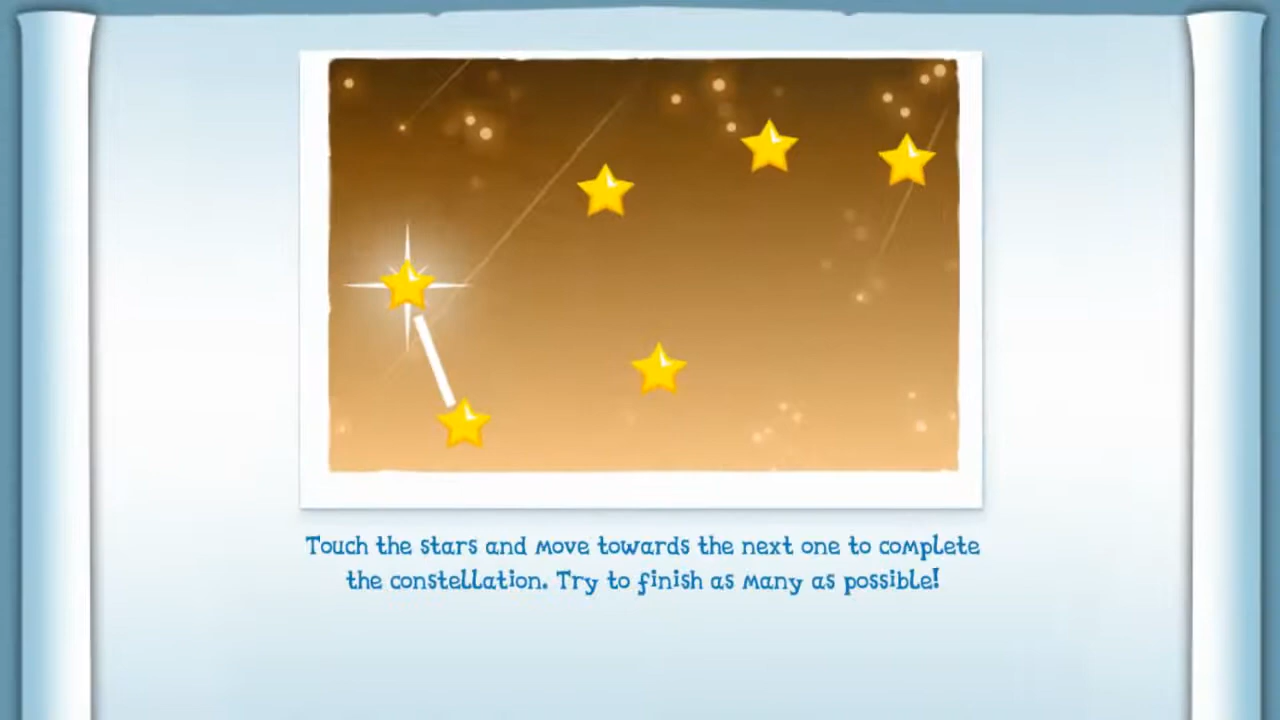 Touch the stars and move towards the next one to complete
the constellation. Try to finish as many as possible!